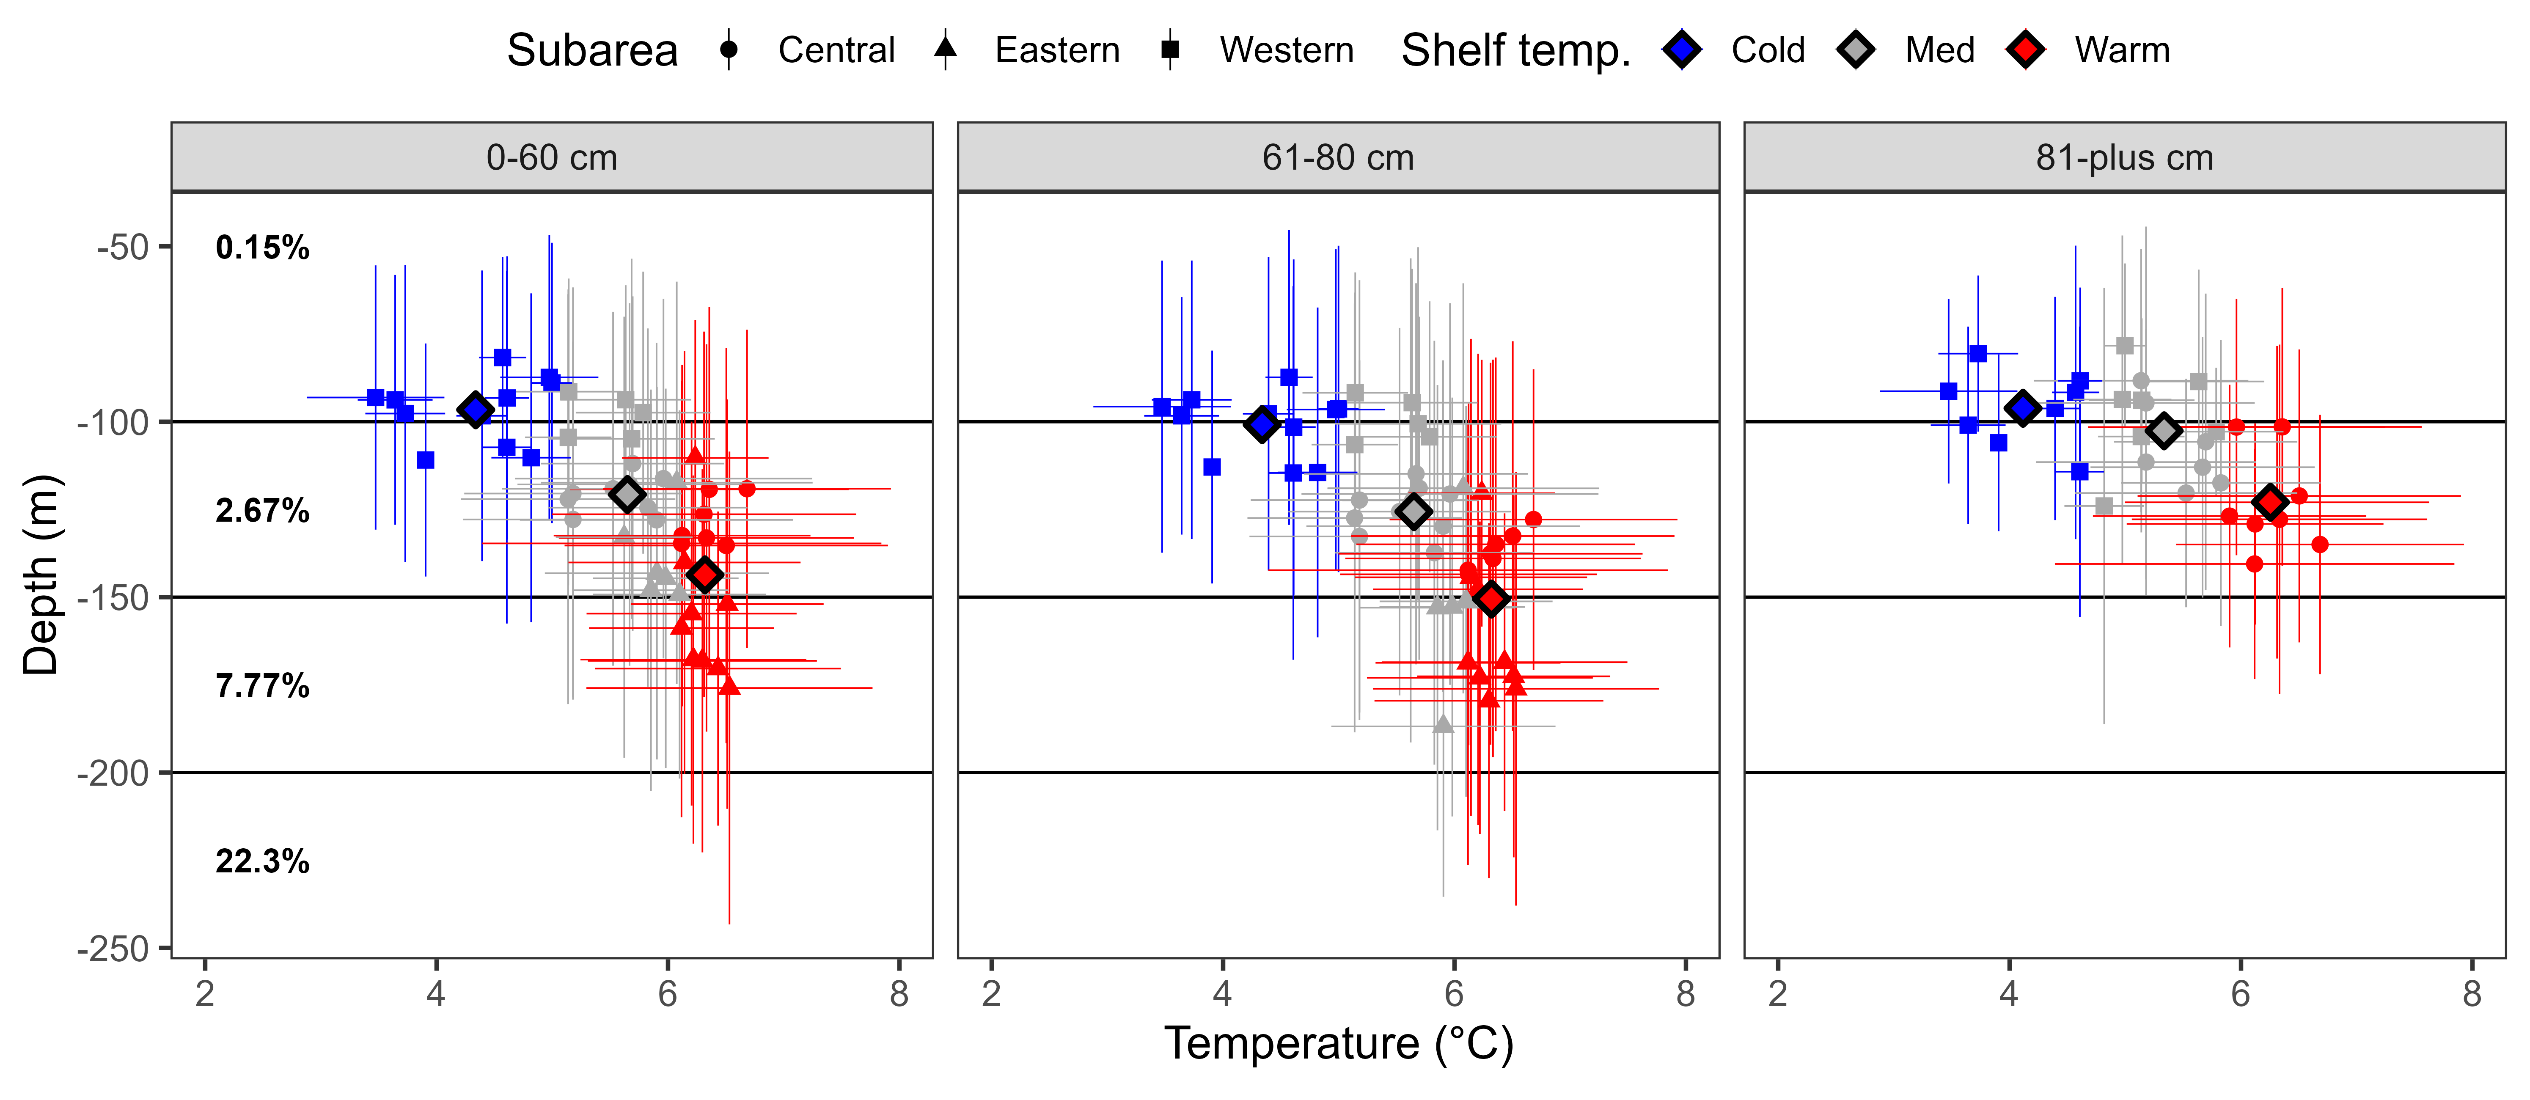 Subarea Central Eastern Western Shelf temp. Cold Med Warm
0-60 cm 61-80 cm 81-plus cm
-50
-100
-150
-200
-250
Depth (m)
0.15%
2.67%
7.77%
22.3%
2 4 6 8 2 4 6 8 2 4 6 8
Temperature (°C)